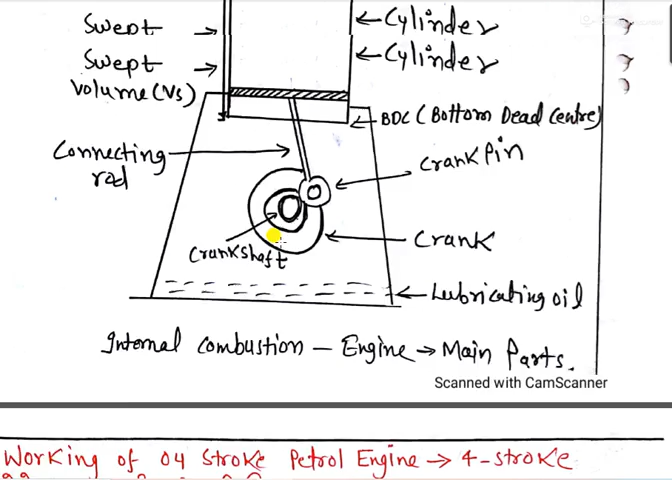 Swept
←Cylinder
Swept
volume(Vs)
←Cylinder
BDC (Bottom Dead Centre)
Connecting
rod
Crank Pin
Crankshaft
Crank
Lubricating oil
Internal Combustion – Engine → Main Parts.
Scanned with CamScanner
Working of 04 Stroke Petrol Engine → 4-stroke